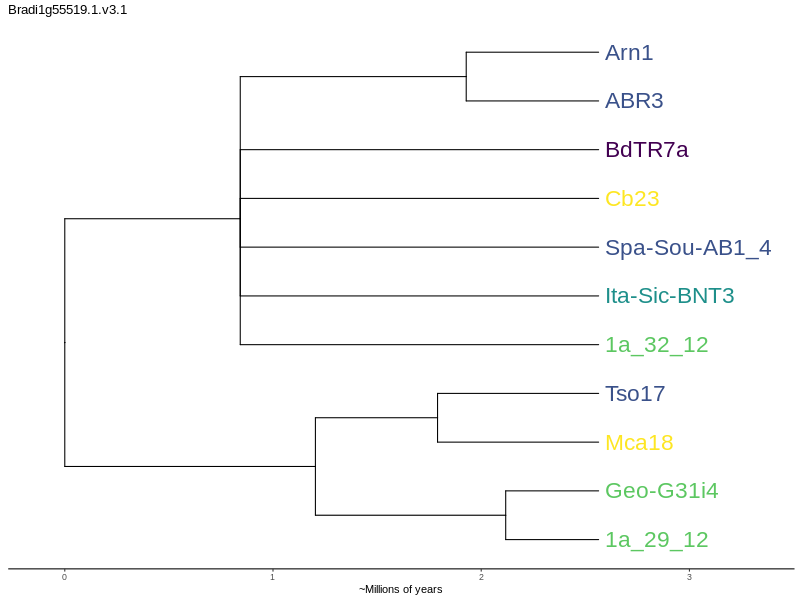 Bradi1g55519.1.v3.1
Arn1
ABR3
BdTR7a
Cb23
Spa-Sou-AB1_4
Ita-Sic-BNT3
1a_32_12
Tso17
Mca18
Geo-G31i4
1a_29_12
0 1 2 3
~Millions of years